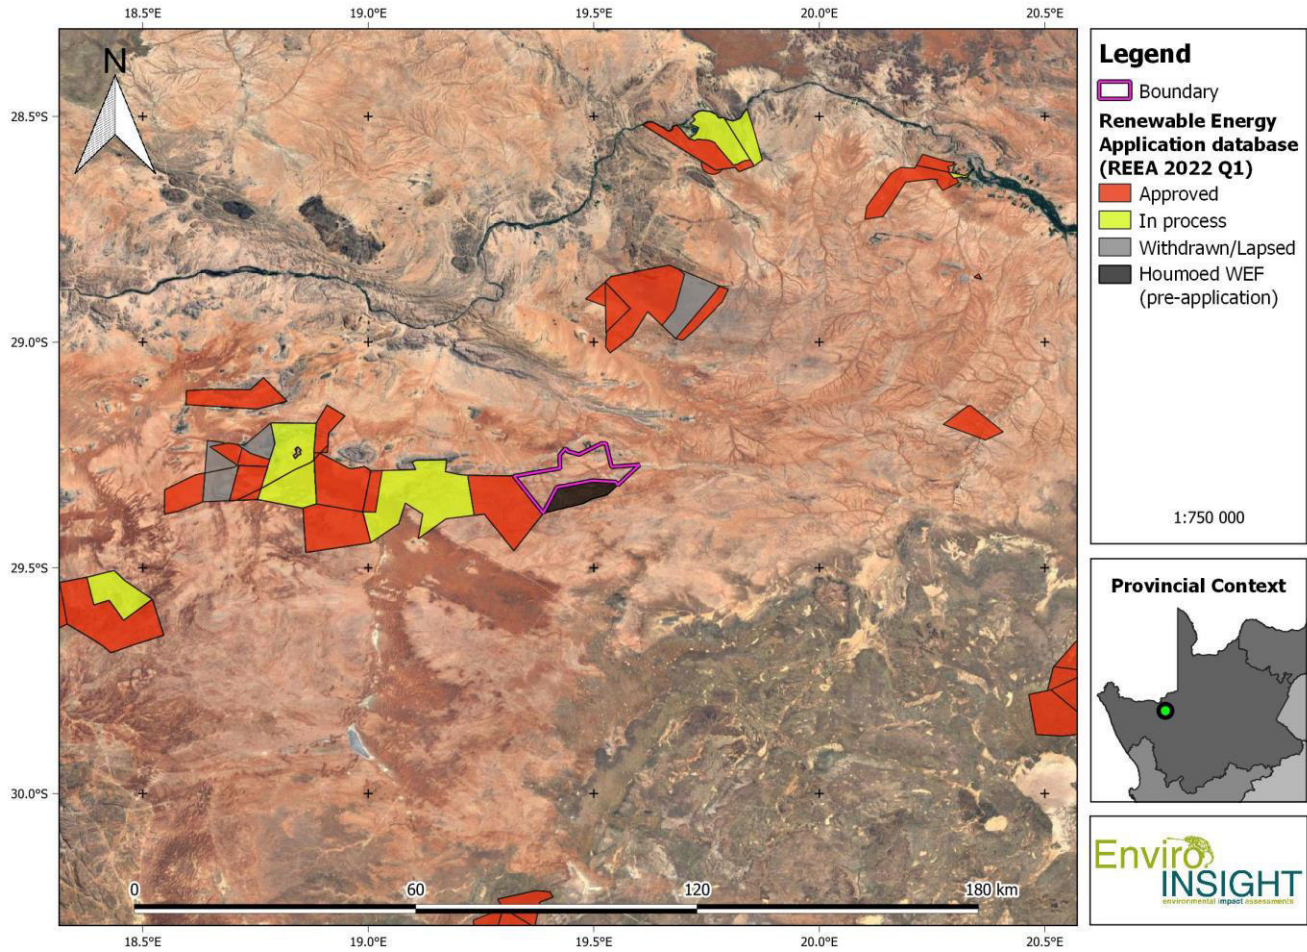 18.5°E 19.0°E 19.5°E 20.0°E 20.5°E
N
28.5°S
29.0°S
29.5°S
30.0°S
0 60 120 180 km
18.5°E 19.0°E 19.5°E 20.0°E 20.5°E
Legend
Boundary
Renewable Energy
Application database
(REEA 2022 Q1)
Approved
In process
Withdrawn/Lapsed
Houmoed WEF
(pre-application)
1:750 000
Provincial Context
Enviro
INSIGHT
environmental impact assessments